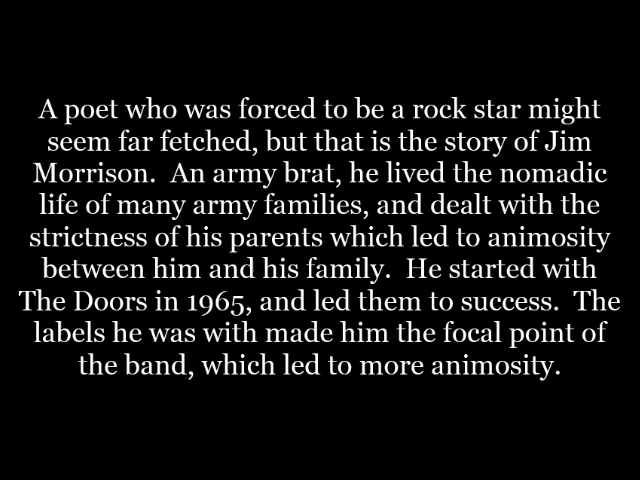 A poet who was forced to be a rock star might
seem far fetched, but that is the story of Jim
Morrison.  An army brat, he lived the nomadic
life of many army families, and dealt with the
strictness of his parents which led to animosity
between him and his family.  He started with
The Doors in 1965, and led them to success.  The
labels he was with made him the focal point of
the band, which led to more animosity.